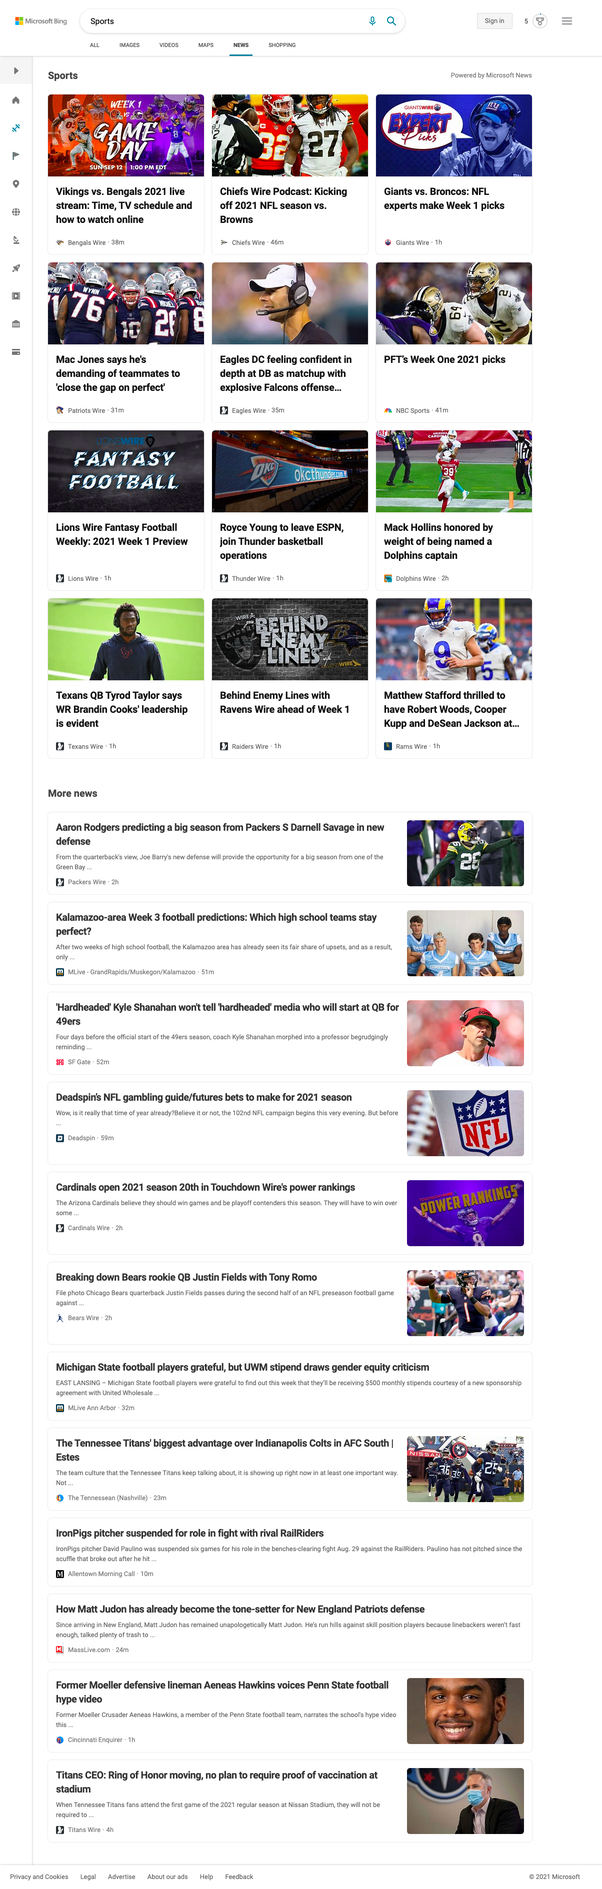 Microsoft Bing
Sports
Sign in
5
ALL
IMAGES
VIDEOS
MAPS
NEWS
SHOPPING
Sports
Powered by Microsoft News
WEEK 1
GAME
DAY
SUN SEP 12 | 1:00 PM EDT
Vikings vs. Bengals 2021 live
stream: Time, TV schedule and
how to watch online
Bengals Wire · 38m
32
27
Chiefs Wire Podcast: Kicking
off 2021 NFL season vs.
Browns
Chiefs Wire · 46m
GIANTSWIRE
EXPERT
Picks
Giants vs. Broncos: NFL
experts make Week 1 picks
Giants Wire · 1h
WYNN
76
10
Mac Jones says he's
demanding of teammates to
'close the gap on perfect'
Patriots Wire · 31m
Eagles DC feeling confident in
depth at DB as matchup with
explosive Falcons offense...
Eagles Wire · 35m
2
PFT's Week One 2021 picks
NBC Sports · 41m
FANTASY
FOOTBALL
Lions Wire Fantasy Football
Weekly: 2021 Week 1 Preview
Lions Wire · 1h
OKC
okcthunder.com
Royce Young to leave ESPN,
join Thunder basketball
operations
Thunder Wire · 1h
39
Mack Hollins honored by
weight of being named a
Dolphins captain
Dolphins Wire · 2h
Texans QB Tyrod Taylor says
WR Brandin Cooks' leadership
is evident
Texans Wire · 1h
BEHIND
ENEMY
LINES
WIRE
Behind Enemy Lines with
Ravens Wire ahead of Week 1
Raiders Wire · 1h
9
5
Matthew Stafford thrilled to
have Robert Woods, Cooper
Kupp and DeSean Jackson at...
Rams Wire · 1h
More news
Aaron Rodgers predicting a big season from Packers S Darnell Savage in new
defense
From the quarterback's view, Joe Barry's new defense will provide the opportunity for a big season from one of the
Green Bay ...
Packers Wire · 2h
26
Kalamazoo-area Week 3 football predictions: Which high school teams stay
perfect?
After two weeks of high school football, the Kalamazoo area has already seen its fair share of upsets, and as a result,
only ...
MLive - GrandRapids/Muskegon/Kalamazoo · 51m
'Hardheaded' Kyle Shanahan won't tell 'hardheaded' media who will start at QB for
49ers
Four days before the official start of the 49ers season, coach Kyle Shanahan morphed into a professor begrudgingly
reminding ...
SF Gate · 52m
Deadspin's NFL gambling guide/futures bets to make for 2021 season
Wow, is it really that time of year already?Believe it or not, the 102nd NFL campaign begins this very evening. But before
...
Deadspin · 59m
NFL
Cardinals open 2021 season 20th in Touchdown Wire's power rankings
The Arizona Cardinals believe they should win games and be playoff contenders this season. They will have to win over
some ...
Cardinals Wire · 2h
POWER RANKINGS
8
Breaking down Bears rookie QB Justin Fields with Tony Romo
File photo Chicago Bears quarterback Justin Fields passes during the second half of an NFL preseason football game
against ...
Bears Wire · 2h
1
Michigan State football players grateful, but UWM stipend draws gender equity criticism
EAST LANSING – Michigan State football players were grateful to find out this week that they'll be receiving $500 monthly stipends courtesy of a new sponsorship
agreement with United Wholesale ...
MLive Ann Arbor · 32m
The Tennessee Titans' biggest advantage over Indianapolis Colts in AFC South |
Estes
The team culture that the Tennessee Titans keep talking about, it is showing up right now in at least one important way.
Not ...
The Tennessean (Nashville) · 23m
NISSAN
36
39
25
IronPigs pitcher suspended for role in fight with rival RailRiders
IronPigs pitcher David Paulino was suspended six games for his role in the benches-clearing fight Aug. 29 against the RailRiders. Paulino has not pitched since the
scuffle that broke out after he hit ...
Allentown Morning Call · 10m
How Matt Judon has already become the tone-setter for New England Patriots defense
Since arriving in New England, Matt Judon has remained unapologetically Matt Judon. He's run hills against skill position players because linebackers weren't fast
enough, talked plenty of trash to ...
MassLive.com · 24m
Former Moeller defensive lineman Aeneas Hawkins voices Penn State football
hype video
Former Moeller Crusader Aeneas Hawkins, a member of the Penn State football team, narrates the school's hype video
this ...
Cincinnati Enquirer · 1h
Titans CEO: Ring of Honor moving, no plan to require proof of vaccination at
stadium
When Tennessee Titans fans attend the first game of the 2021 regular season at Nissan Stadium, they will not be
required to ...
Titans Wire · 4h
Privacy and Cookies
Legal
Advertise
About our ads
Help
Feedback
© 2021 Microsoft